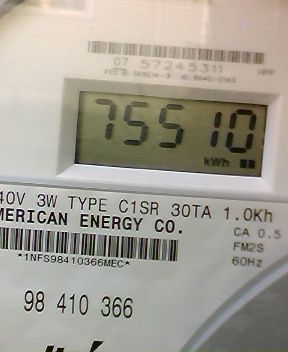 07 57245311
HPP
75510
kWh
40V 3W TYPE C1SR 30TA 1.0Kh
MERICAN ENERGY CO.
CA 0.5
FM2S
60Hz
*1NFS98410366MEC*
98 410 366